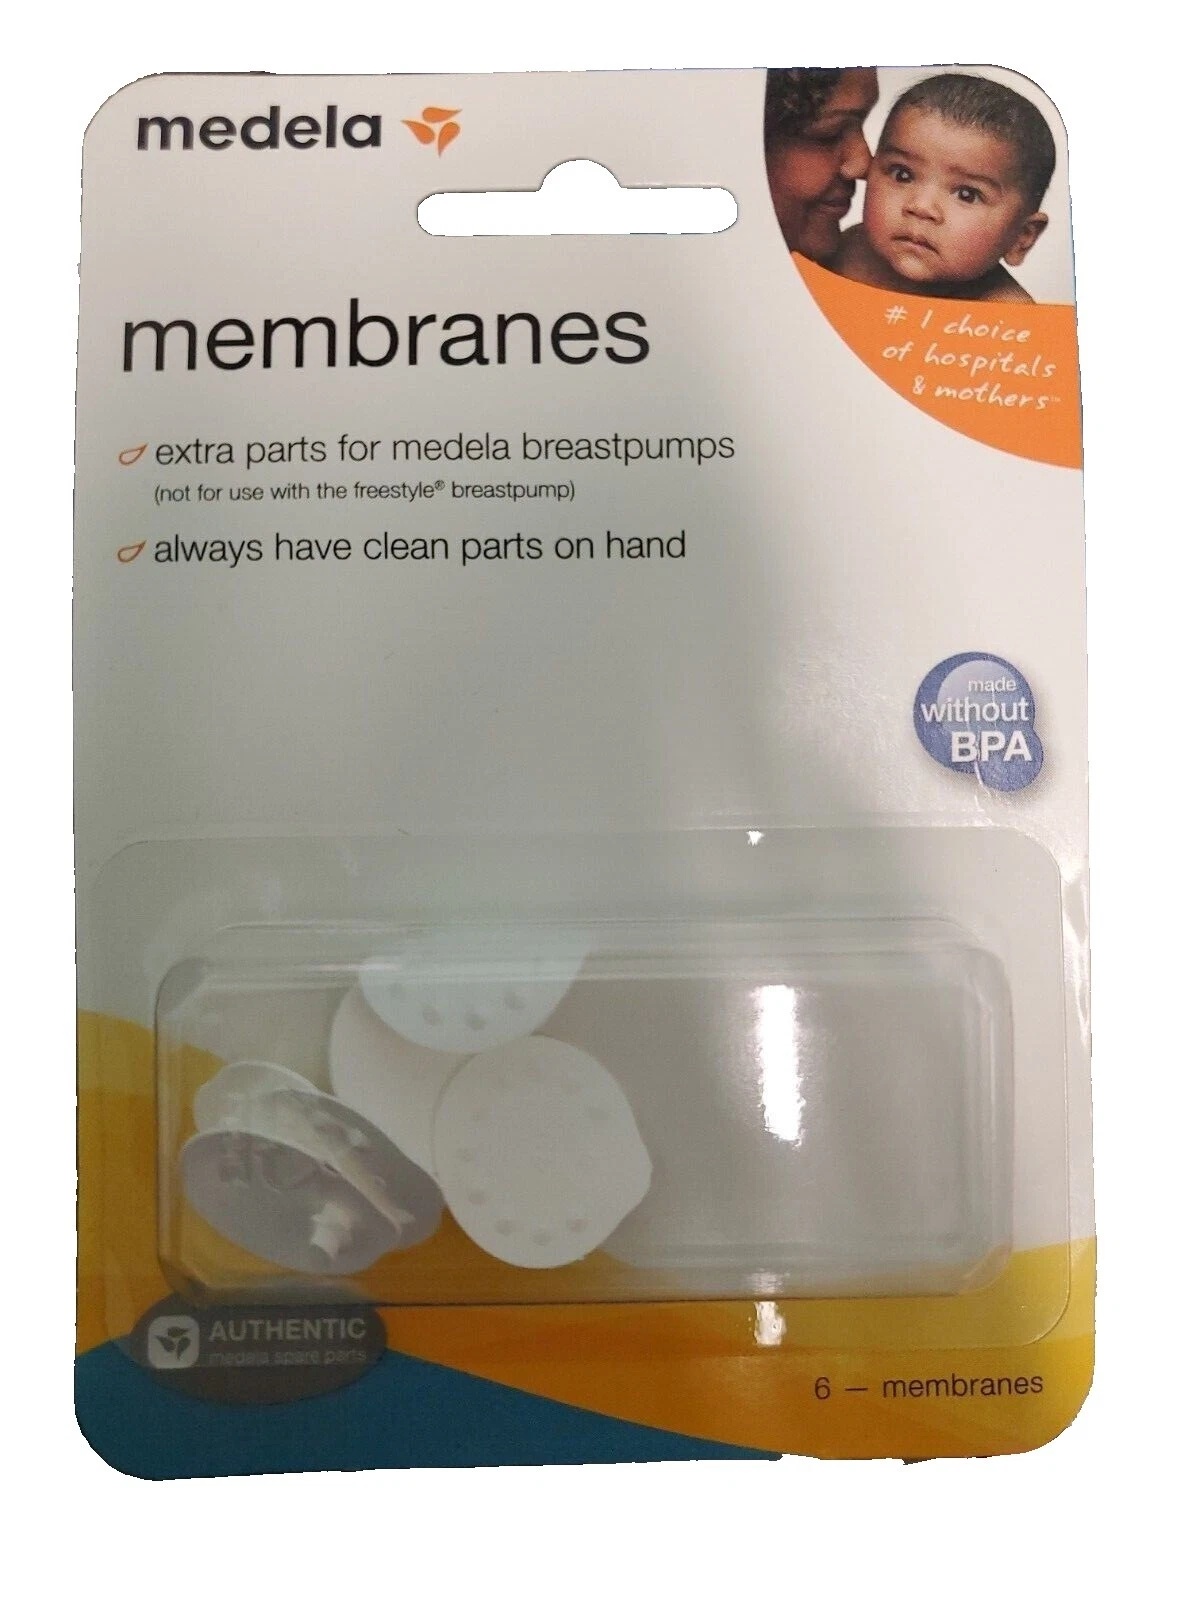 medela
# 1 choice
of hospitals
& mothers™
membranes
extra parts for medela breastpumps
(not for use with the freestyle® breastpump)
always have clean parts on hand
made
without
BPA
AUTHENTIC
medela spare parts
6 – membranes